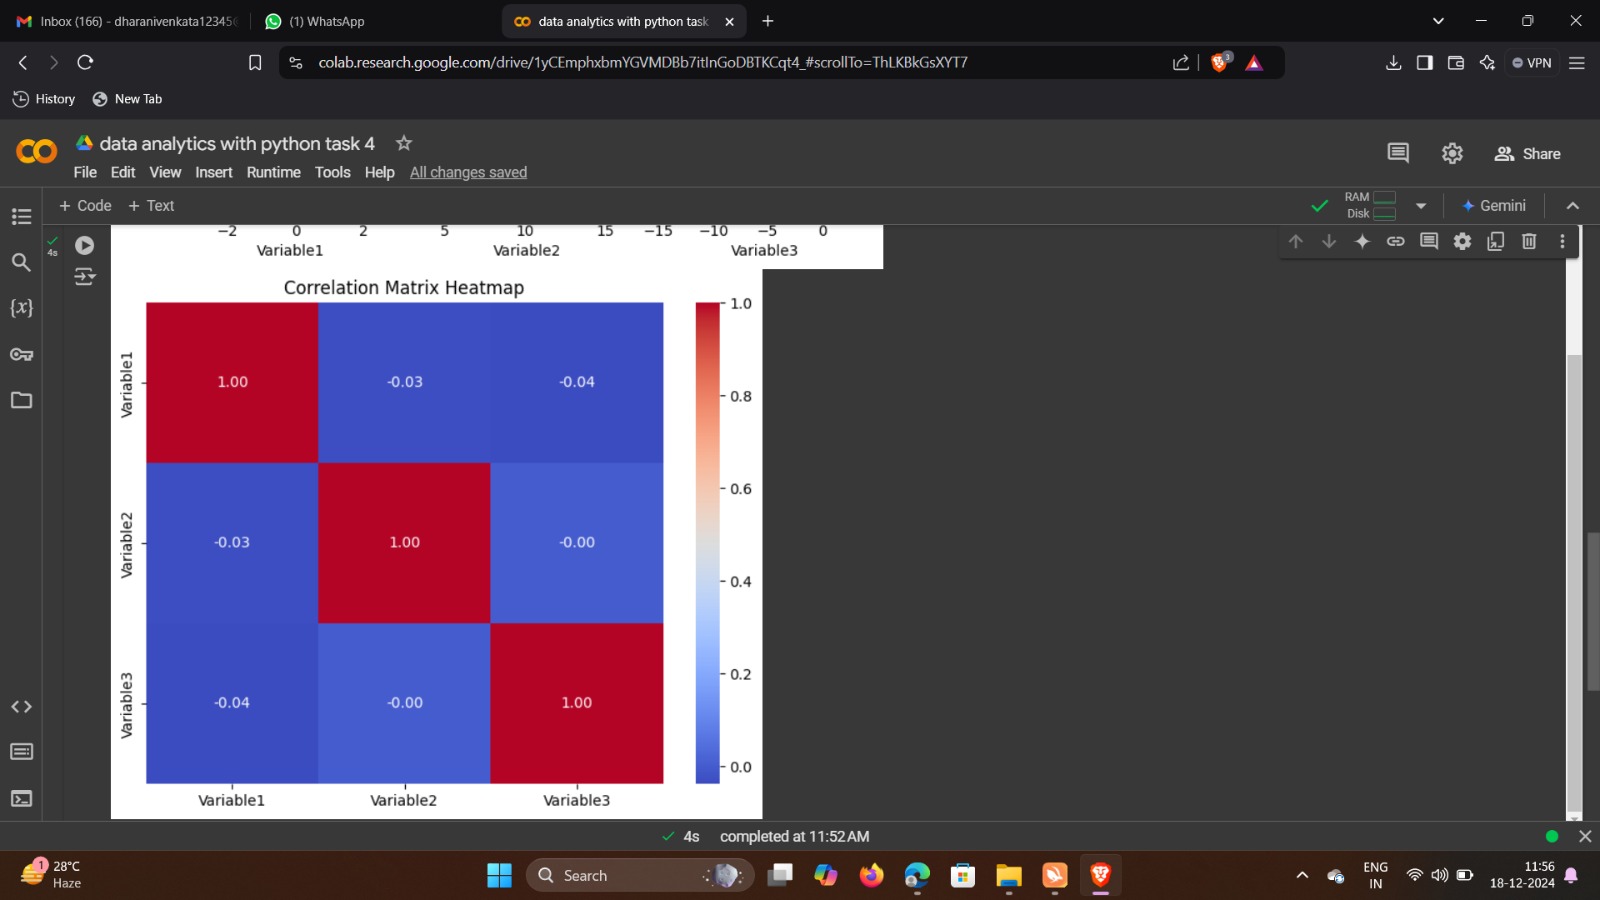 Inbox (166) - dharanivenkata12345
(1) WhatsApp
data analytics with python task
colab.research.google.com/drive/1yCEmphxbmYGVMDBb7itInGoDBTKCqt4_#scrollTo=ThLKBkGsXYT7
3
VPN
History
New Tab
data analytics with python task 4
File Edit View Insert Runtime Tools Help All changes saved
Share
+ Code + Text
RAM
Disk
Gemini
4s
−2 0 2 5 10 15 −15 −10 −5 0
Variable1 Variable2 Variable3
Correlation Matrix Heatmap
Variable1
1.00 -0.03 -0.04
Variable2
-0.03 1.00 -0.00
Variable3
-0.04 -0.00 1.00
Variable1 Variable2 Variable3
1.0
0.8
0.6
0.4
0.2
0.0
4s completed at 11:52 AM
1
28°C
Haze
Search
ENG
IN
11:56
18-12-2024